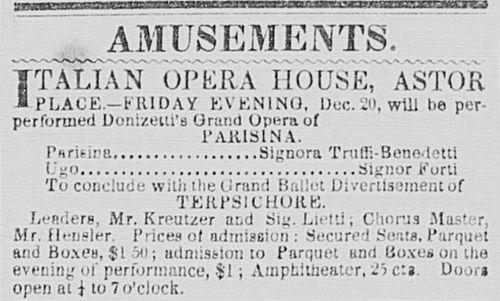 AMUSEMENTS.
ITALIAN OPERA HOUSE, ASTOR
PLACE.—FRIDAY EVENING, Dec. 20, will be per-
performed Donizetti's Grand Opera of
PARISINA.
Parisina..................Signora Truffi-Benedetti
Ugo..................................Signor Forti
To conclude with the Grand Ballet Divertisement of
TERPSICHORE.
Leaders, Mr. Kreutzer and Sig. Lietti; Chorus Master,
Mr. Hensler. Prices of admission: Secured Seats, Parquet
and Boxes, $1 50; admission to Parquet and Boxes on the
evening of performance, $1; Amphitheater, 25 cts. Doors
open at ½ to 7 o'clock.